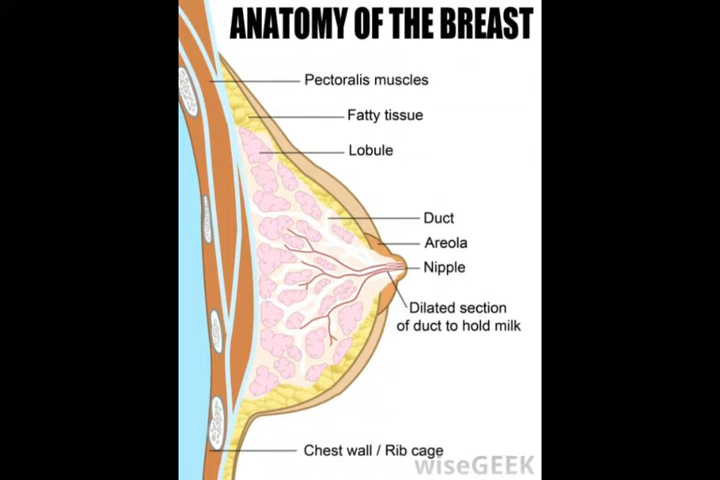 ANATOMY OF THE BREAST
Pectoralis muscles
Fatty tissue
Lobule
Duct
Areola
Nipple
Dilated section
of duct to hold milk
Chest wall / Rib cage
wiseGEEK